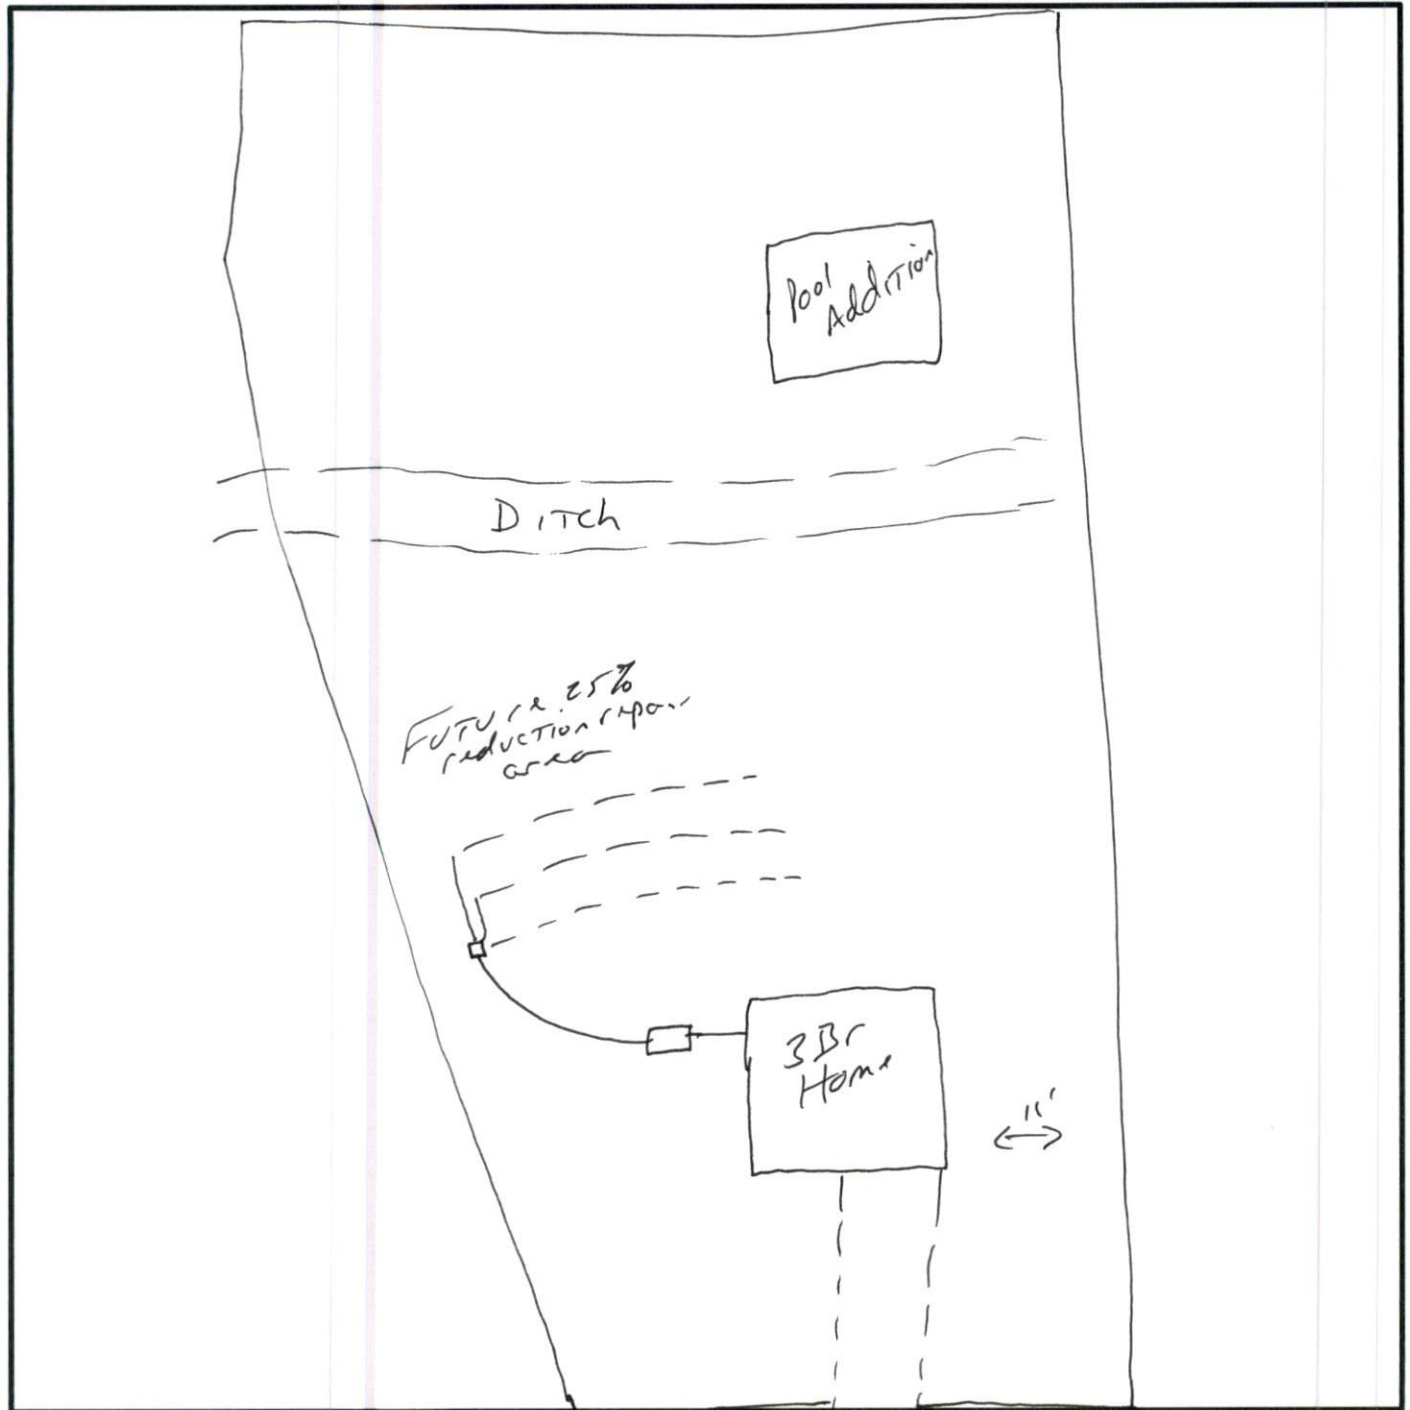 Pool
Addition
Ditch
Future 25%
reduction repair
area
3Br
Home
11'